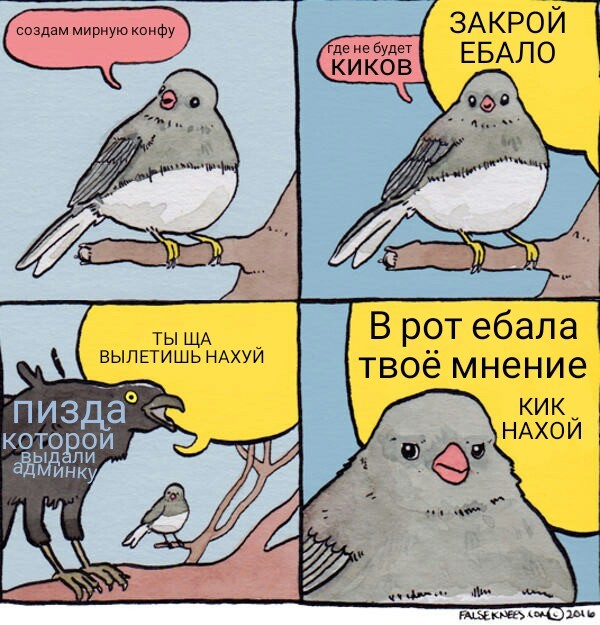 создам мирную конфу
где не будет
киков
ЗАКРОЙ
ЕБАЛО
ТЫ ЩА
ВЫЛЕТИШЬ НАХУЙ
пизда
которой
выдали
админку
В рот ебала
твоё мнение
КИК
НАХОЙ
FALSEKNEES.COM © 2016